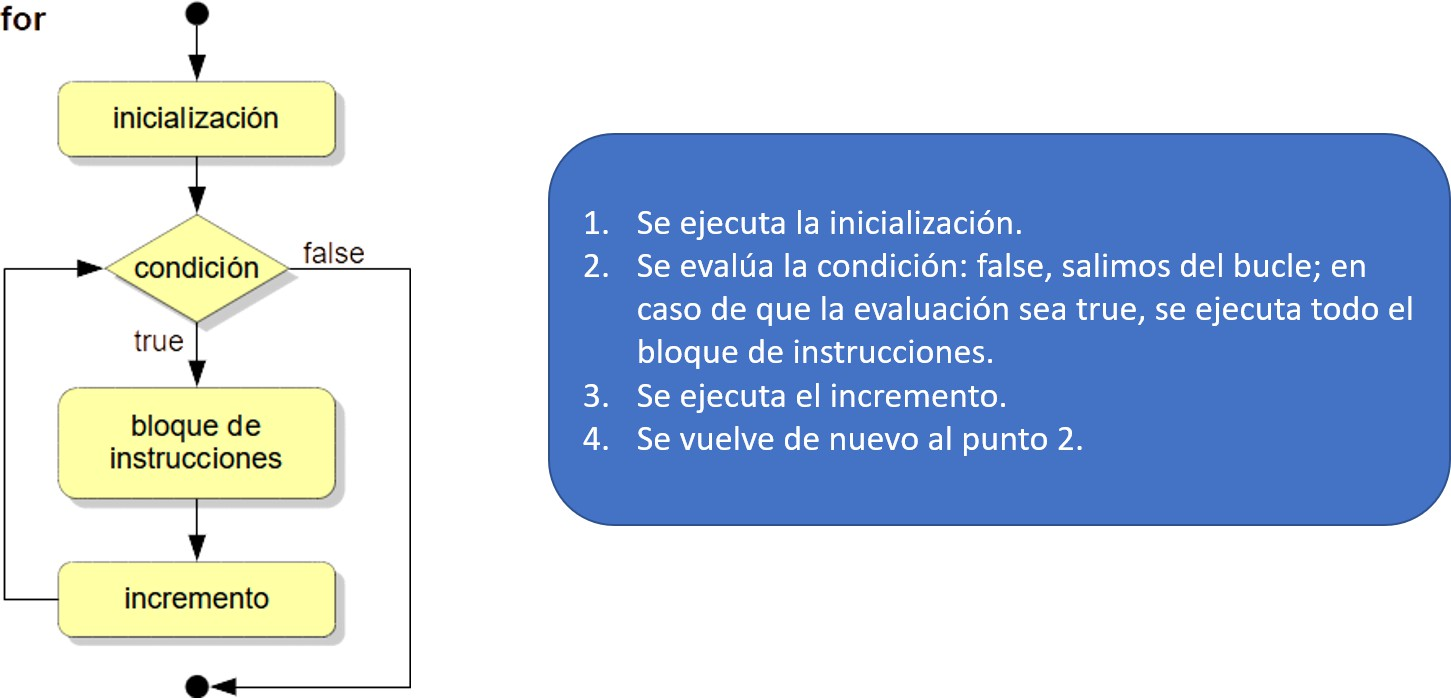 for
inicialización
condición
false
true
bloque de
instrucciones
incremento
1. Se ejecuta la inicialización.
2. Se evalúa la condición: false, salimos del bucle; en
caso de que la evaluación sea true, se ejecuta todo el
bloque de instrucciones.
3. Se ejecuta el incremento.
4. Se vuelve de nuevo al punto 2.